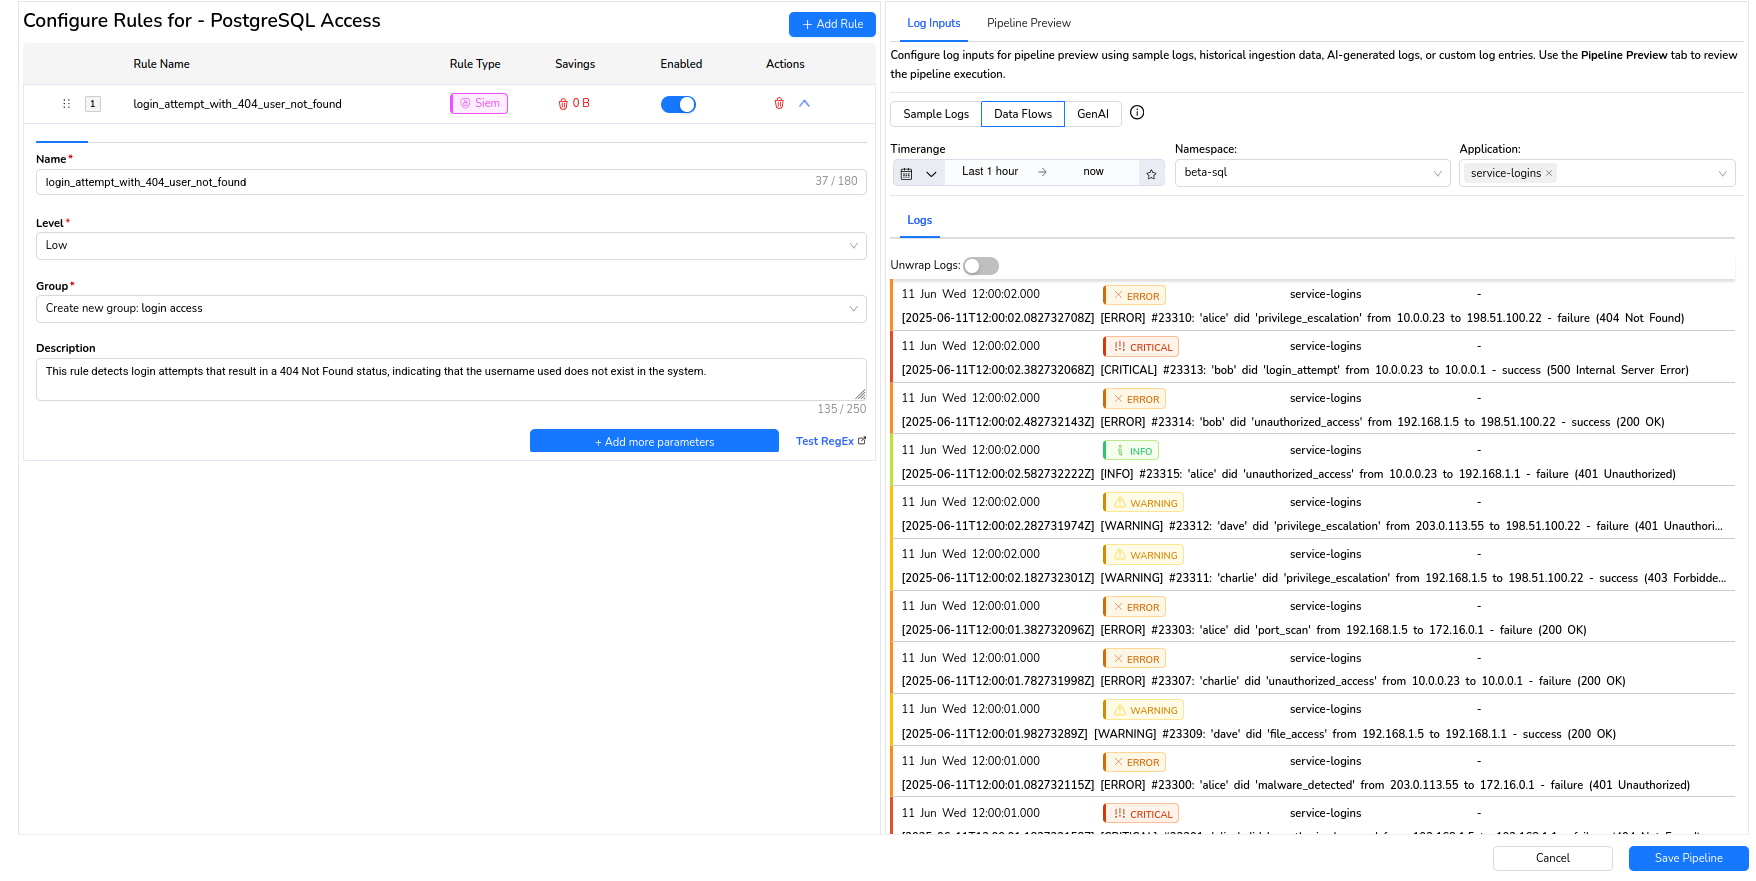 Configure Rules for - PostgreSQL Access
+ Add Rule
Rule Name Rule Type Savings Enabled Actions
1 login_attempt_with_404_user_not_found Siem 0 B
Name*
login_attempt_with_404_user_not_found 37 / 180
Level*
Low
Group*
Create new group: login access
Description
This rule detects login attempts that result in a 404 Not Found status, indicating that the username used does not exist in the system.
135 / 250
+ Add more parameters Test RegEx
Log Inputs Pipeline Preview
Configure log inputs for pipeline preview using sample logs, historical ingestion data, AI-generated logs, or custom log entries. Use the Pipeline Preview tab to review
the pipeline execution.
Sample Logs Data Flows GenAI
Timerange Namespace: Application:
Last 1 hour → now beta-sql service-logins ×
Logs
Unwrap Logs:
11 Jun Wed 12:00:02.000 ERROR service-logins -
[2025-06-11T12:00:02.082732708Z] [ERROR] #23310: 'alice' did 'privilege_escalation' from 10.0.0.23 to 198.51.100.22 - failure (404 Not Found)
11 Jun Wed 12:00:02.000 !!! CRITICAL service-logins -
[2025-06-11T12:00:02.382732068Z] [CRITICAL] #23313: 'bob' did 'login_attempt' from 10.0.0.23 to 10.0.0.1 - success (500 Internal Server Error)
11 Jun Wed 12:00:02.000 ERROR service-logins -
[2025-06-11T12:00:02.482732143Z] [ERROR] #23314: 'bob' did 'unauthorized_access' from 192.168.1.5 to 198.51.100.22 - success (200 OK)
11 Jun Wed 12:00:02.000 INFO service-logins -
[2025-06-11T12:00:02.582732222Z] [INFO] #23315: 'alice' did 'unauthorized_access' from 10.0.0.23 to 192.168.1.1 - failure (401 Unauthorized)
11 Jun Wed 12:00:02.000 WARNING service-logins -
[2025-06-11T12:00:02.282731974Z] [WARNING] #23312: 'dave' did 'privilege_escalation' from 203.0.113.55 to 198.51.100.22 - failure (401 Unauthori...
11 Jun Wed 12:00:02.000 WARNING service-logins -
[2025-06-11T12:00:02.182732301Z] [WARNING] #23311: 'charlie' did 'privilege_escalation' from 192.168.1.5 to 198.51.100.22 - success (403 Forbidde...
11 Jun Wed 12:00:01.000 ERROR service-logins -
[2025-06-11T12:00:01.382732096Z] [ERROR] #23303: 'alice' did 'port_scan' from 192.168.1.5 to 172.16.0.1 - failure (200 OK)
11 Jun Wed 12:00:01.000 ERROR service-logins -
[2025-06-11T12:00:01.782731998Z] [ERROR] #23307: 'charlie' did 'unauthorized_access' from 10.0.0.23 to 10.0.0.1 - failure (200 OK)
11 Jun Wed 12:00:01.000 WARNING service-logins -
[2025-06-11T12:00:01.98273289Z] [WARNING] #23309: 'dave' did 'file_access' from 192.168.1.5 to 192.168.1.1 - success (200 OK)
11 Jun Wed 12:00:01.000 ERROR service-logins -
[2025-06-11T12:00:01.082732115Z] [ERROR] #23300: 'alice' did 'malware_detected' from 203.0.113.55 to 172.16.0.1 - failure (401 Unauthorized)
11 Jun Wed 12:00:01.000 !!! CRITICAL service-logins -
Cancel Save Pipeline